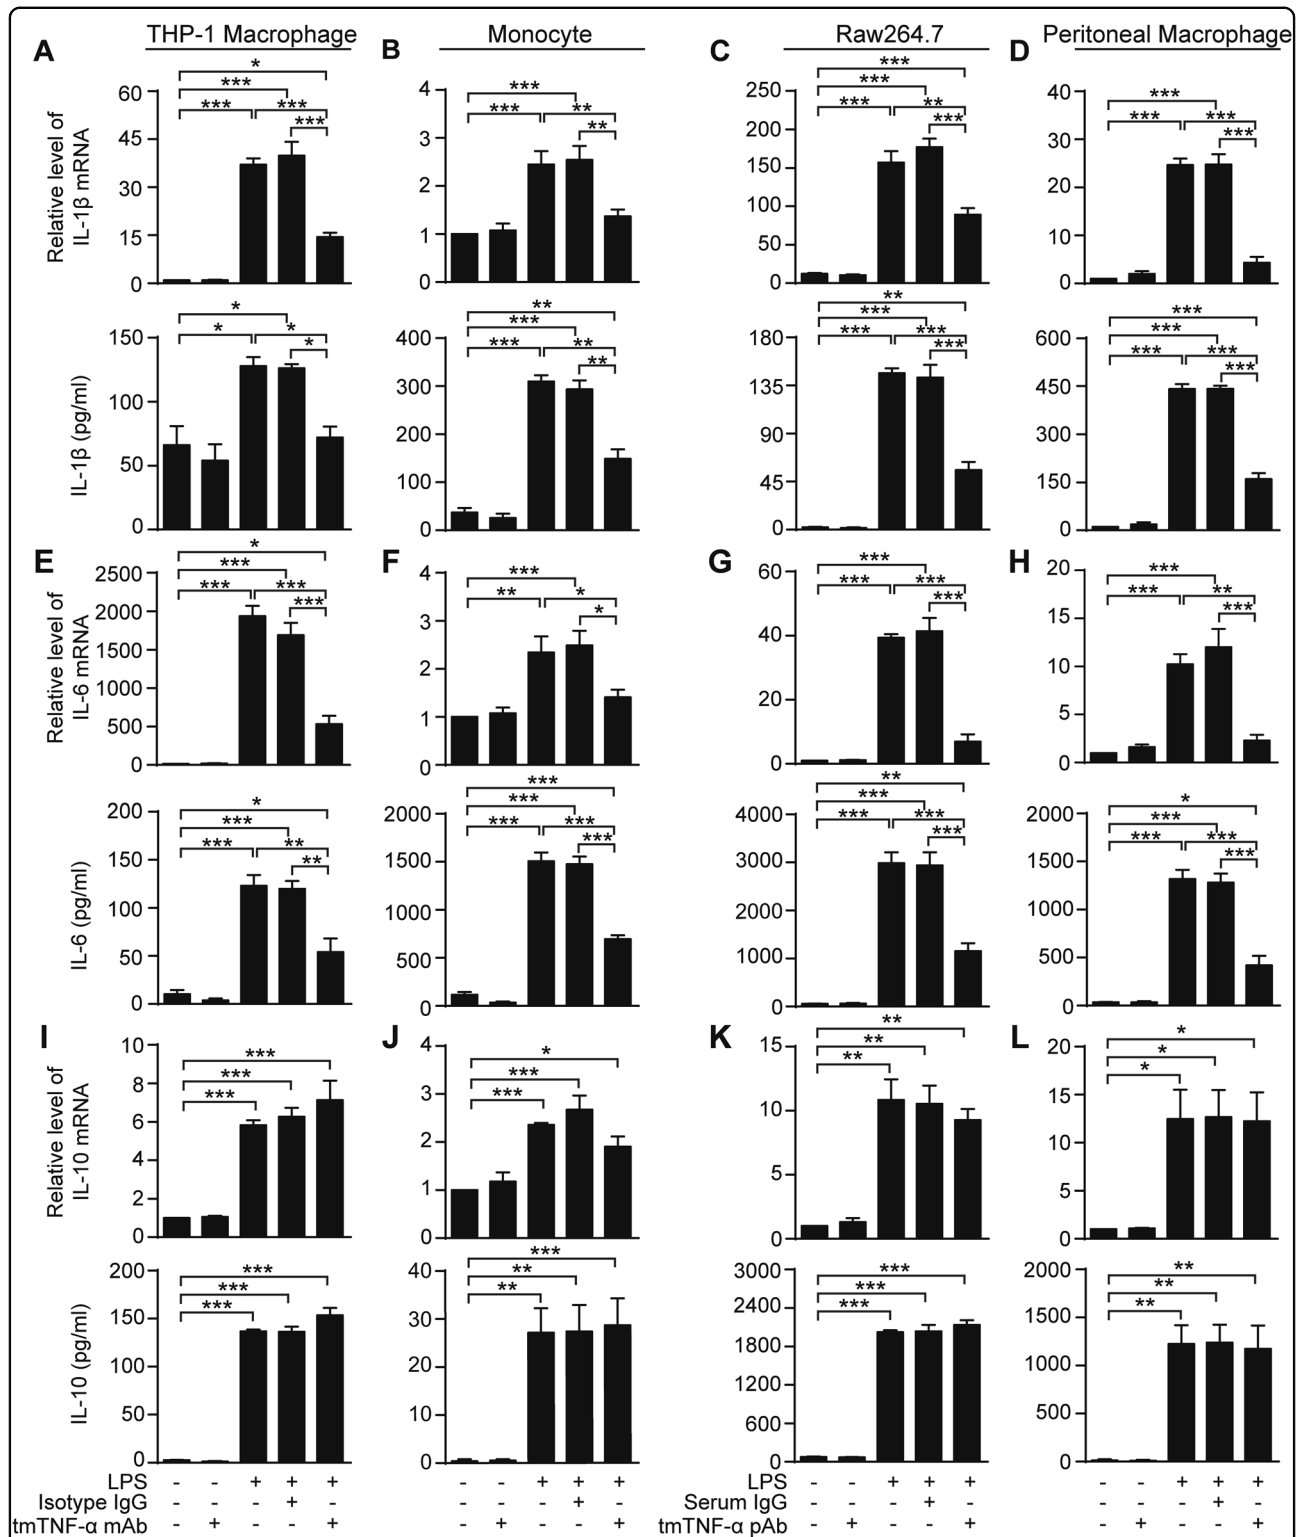 THP-1 Macrophage Monocyte Raw264.7 Peritoneal Macrophage
A B C D
Relative level of
IL-1β mRNA
60 45 30 15 0
* *** *** *** ***
4 3 2 1 0
*** *** ** **
250 200 150 100 50 0
*** *** *** ** ***
40 30 20 10 0
*** *** *** ***
IL-1β (pg/ml)
150 100 50 0
* * * *
400 300 200 100 0
** *** *** ** **
180 135 90 45 0
** *** *** *** ***
600 450 300 150 0
*** *** *** *** ***
E F G H
Relative level of
IL-6 mRNA
2500 2000 1500 1000 500 0
* *** *** *** ***
4 3 2 1 0
*** ** * *
60 40 20 0
*** *** *** ***
20 15 10 5 0
*** *** ** ***
IL-6 (pg/ml)
200 150 100 50 0
* *** *** ** **
2000 1500 1000 500 0
*** *** *** *** ***
4000 3000 2000 1000 0
** *** *** *** ***
2000 1500 1000 500 0
* *** *** *** ***
I J K L
Relative level of
IL-10 mRNA
10 8 6 4 2 0
*** *** ***
4 3 2 1 0
* *** ***
15 10 5 0
** ** **
20 15 10 5 0
* * *
IL-10 (pg/ml)
200 150 100 50 0
*** *** ***
40 30 20 10 0
*** ** **
3000 2400 1800 1200 600 0
*** *** ***
2000 1500 1000 500 0
** ** **
LPS - - + + + - - + + + LPS - - + + + - - + + +
Isotype IgG - - - + - - - - + - Serum IgG - - - + - - - - + -
tmTNF-α mAb - + - - + - + - - + tmTNF-α pAb - + - - + - + - - +